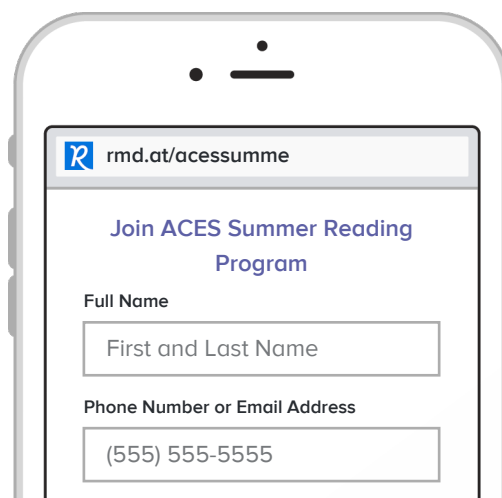 rmd.at/acessumme
Join ACES Summer Reading
Program
Full Name
First and Last Name
Phone Number or Email Address
(555) 555-5555